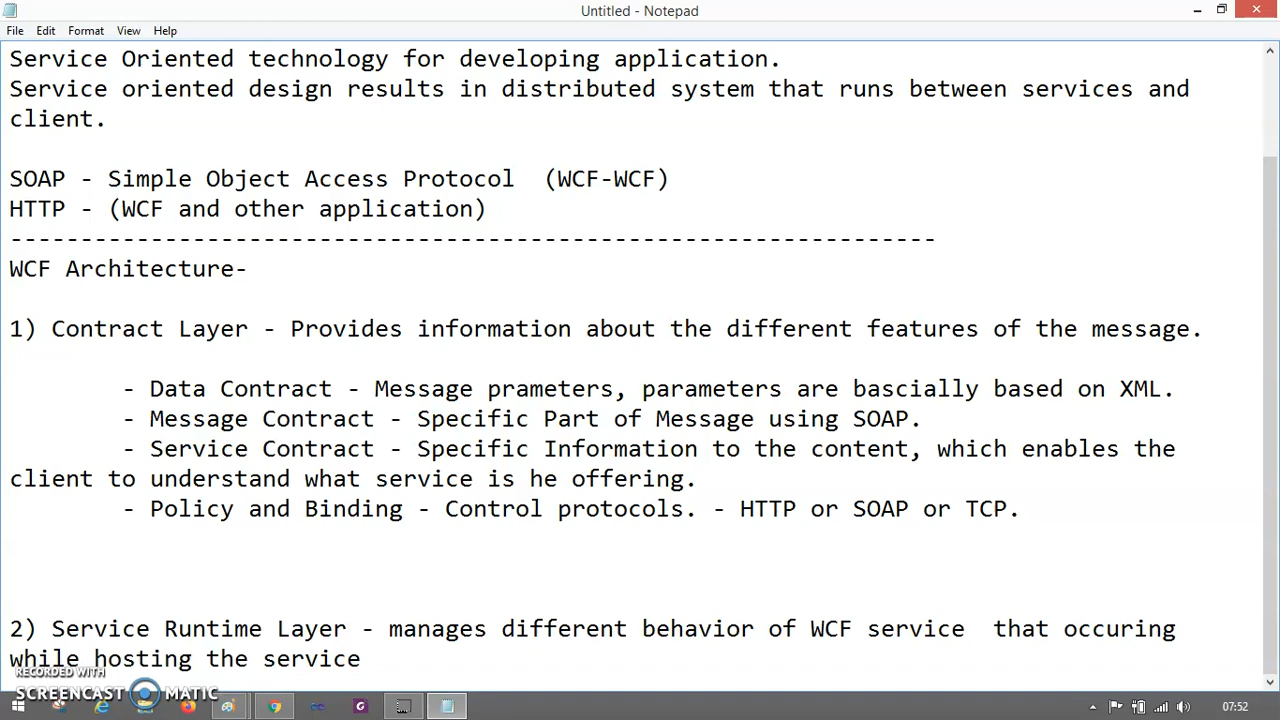 Untitled - Notepad
File Edit Format View Help
Service Oriented technology for developing application.
Service oriented design results in distributed system that runs between services and
client.
SOAP - Simple Object Access Protocol  (WCF-WCF)
HTTP - (WCF and other application)
------------------------------------------------------------------
WCF Architecture-
1) Contract Layer - Provides information about the different features of the message.
- Data Contract - Message prameters, parameters are bascially based on XML.
- Message Contract - Specific Part of Message using SOAP.
- Service Contract - Specific Information to the content, which enables the
client to understand what service is he offering.
- Policy and Binding - Control protocols. - HTTP or SOAP or TCP.
2) Service Runtime Layer - manages different behavior of WCF service  that occuring
while hosting the service
RECORDED WITH
SCREENCAST MATIC
07:52